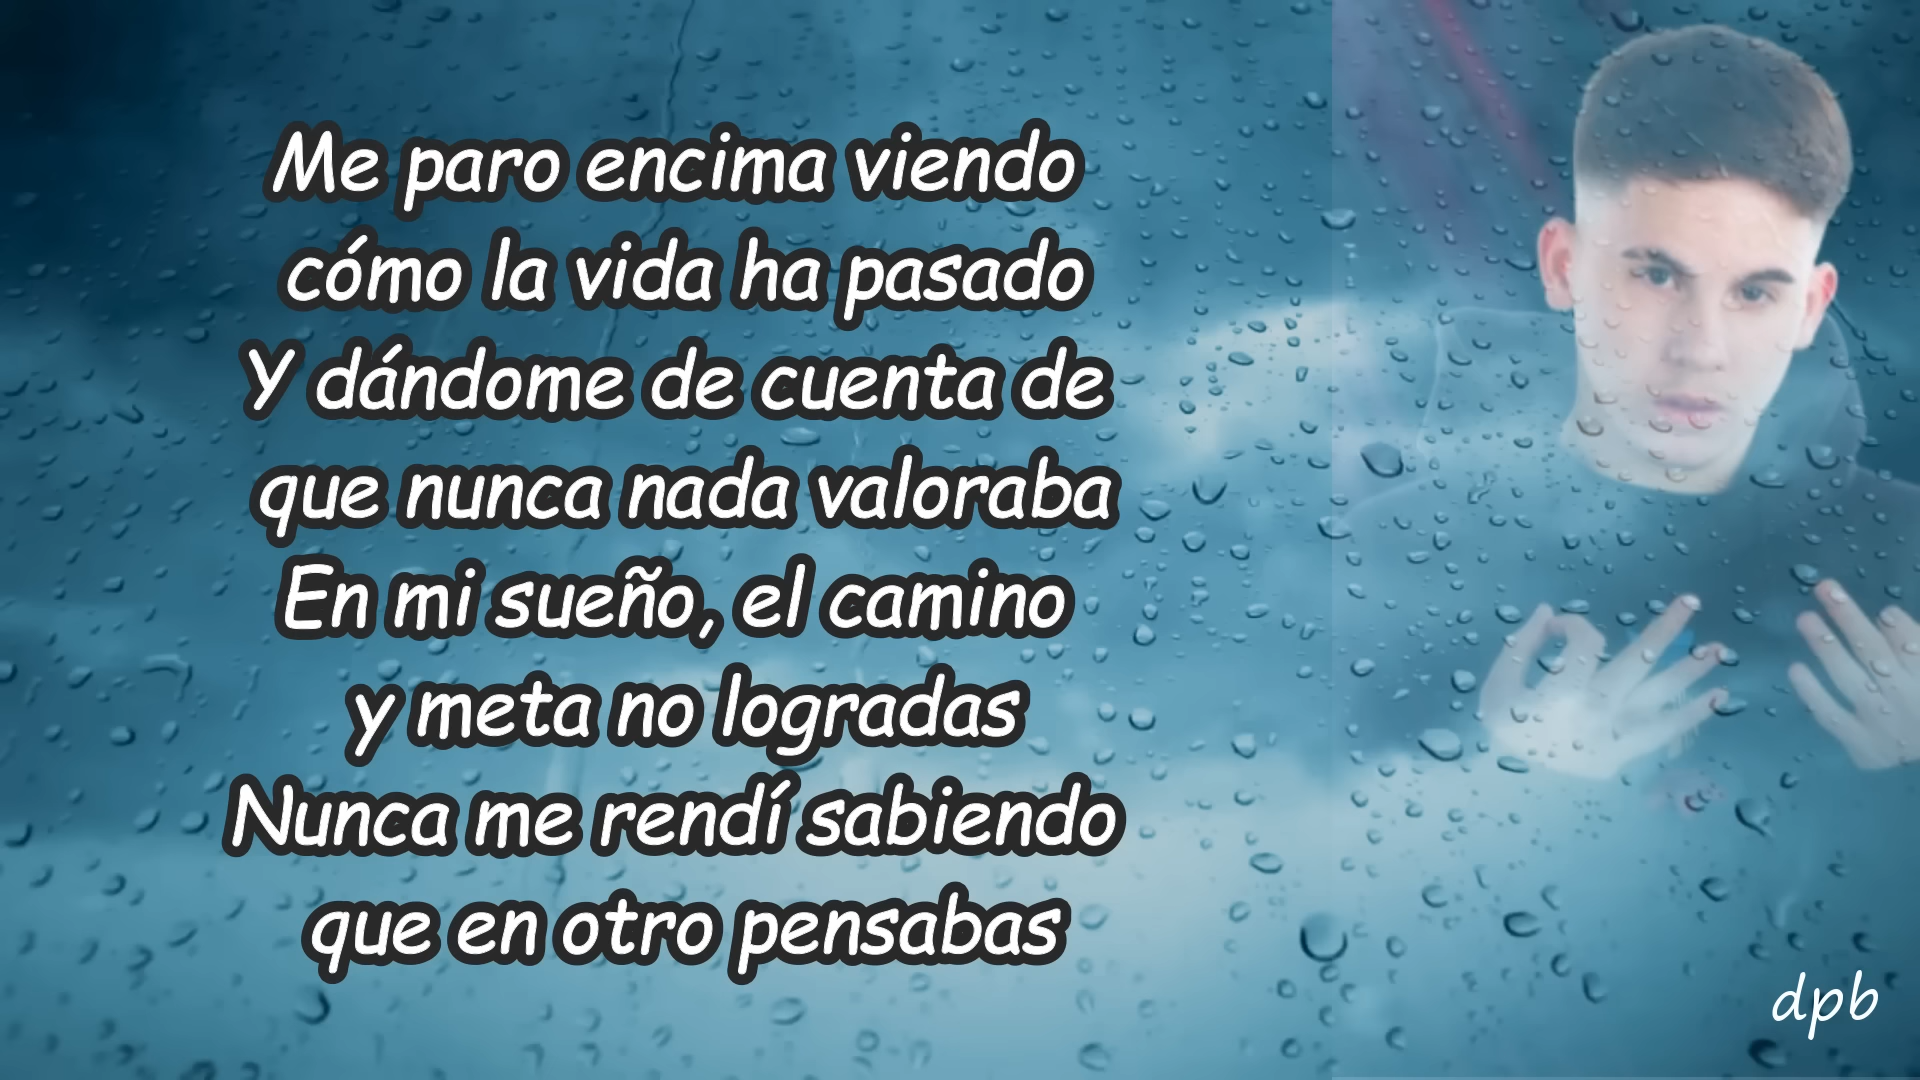 Me paro encima viendo
cómo la vida ha pasado
Y dándome de cuenta de
que nunca nada valoraba
En mi sueño, el camino
y meta no logradas
Nunca me rendí sabiendo
que en otro pensabas
dpb